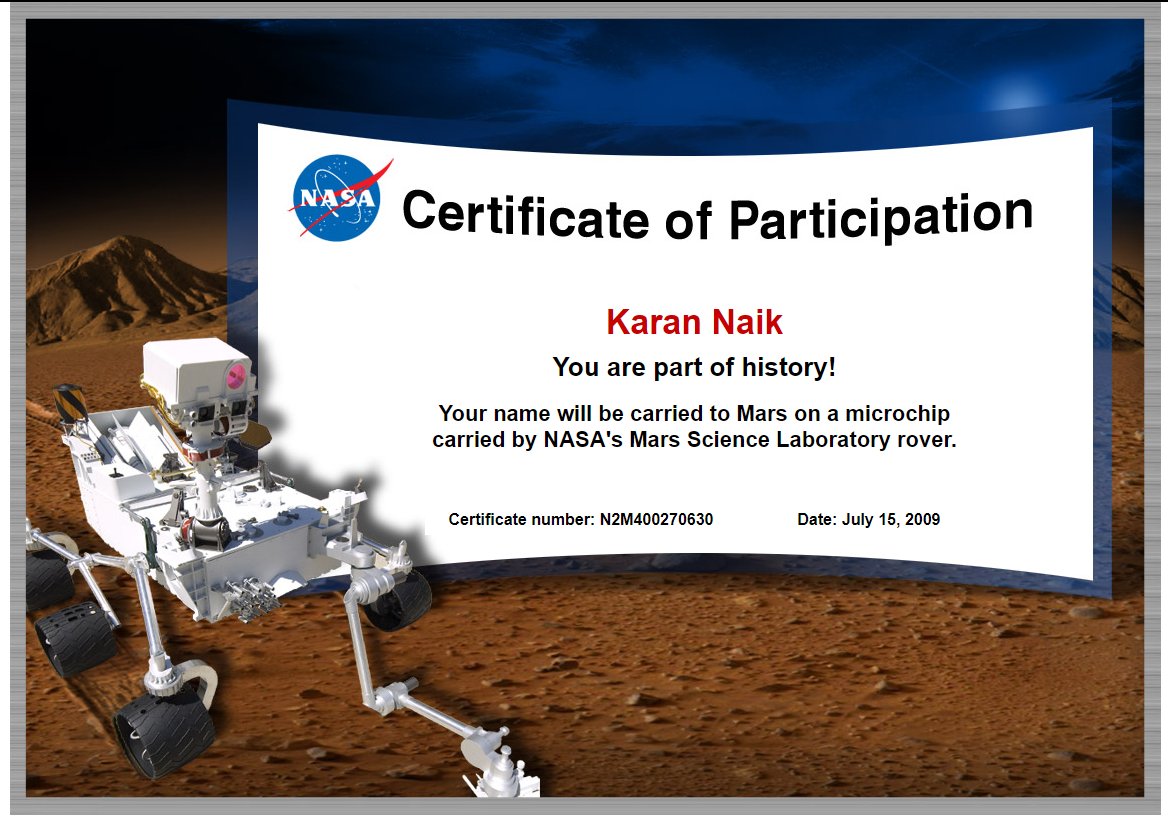 NASA
Certificate of Participation
Karan Naik
You are part of history!
Your name will be carried to Mars on a microchip
carried by NASA's Mars Science Laboratory rover.
Certificate number: N2M400270630 Date: July 15, 2009